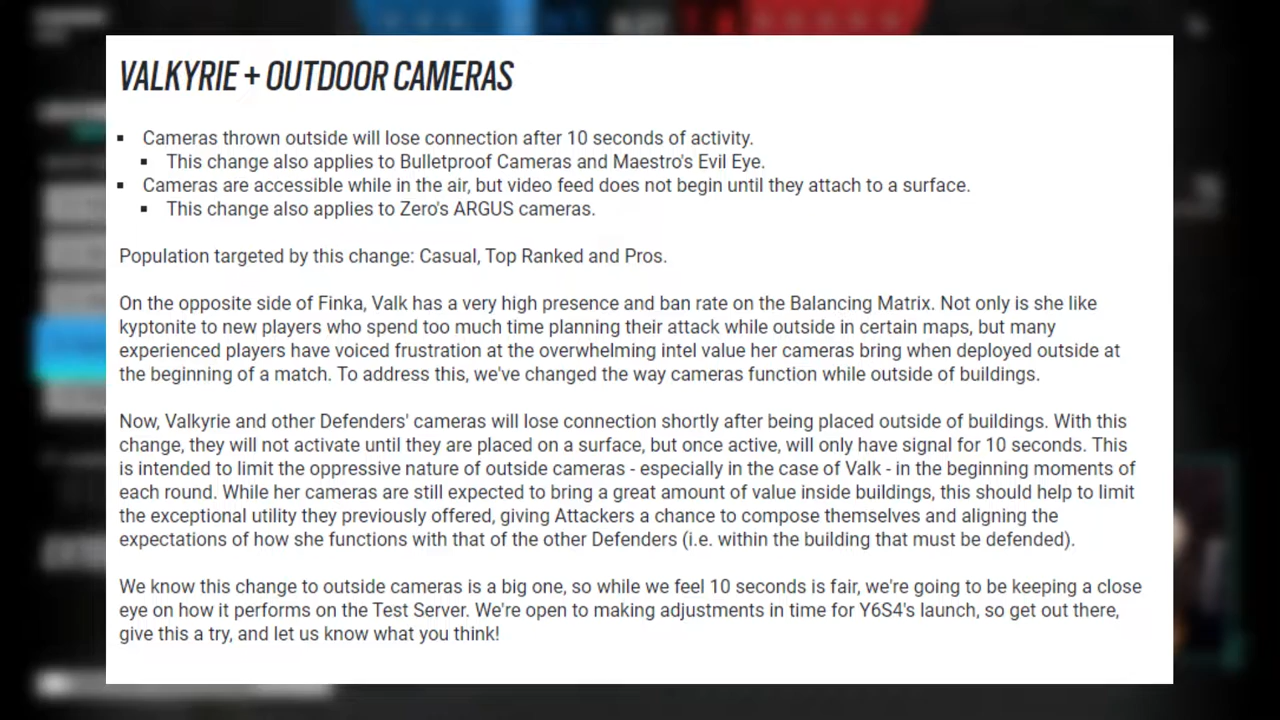 VALKYRIE + OUTDOOR CAMERAS
▪ Cameras thrown outside will lose connection after 10 seconds of activity.
▪ This change also applies to Bulletproof Cameras and Maestro's Evil Eye.
▪ Cameras are accessible while in the air, but video feed does not begin until they attach to a surface.
▪ This change also applies to Zero's ARGUS cameras.
Population targeted by this change: Casual, Top Ranked and Pros.
On the opposite side of Finka, Valk has a very high presence and ban rate on the Balancing Matrix. Not only is she like
kyptonite to new players who spend too much time planning their attack while outside in certain maps, but many
experienced players have voiced frustration at the overwhelming intel value her cameras bring when deployed outside at
the beginning of a match. To address this, we've changed the way cameras function while outside of buildings.
Now, Valkyrie and other Defenders' cameras will lose connection shortly after being placed outside of buildings. With this
change, they will not activate until they are placed on a surface, but once active, will only have signal for 10 seconds. This
is intended to limit the oppressive nature of outside cameras - especially in the case of Valk - in the beginning moments of
each round. While her cameras are still expected to bring a great amount of value inside buildings, this should help to limit
the exceptional utility they previously offered, giving Attackers a chance to compose themselves and aligning the
expectations of how she functions with that of the other Defenders (i.e. within the building that must be defended).
We know this change to outside cameras is a big one, so while we feel 10 seconds is fair, we're going to be keeping a close
eye on how it performs on the Test Server. We're open to making adjustments in time for Y6S4's launch, so get out there,
give this a try, and let us know what you think!